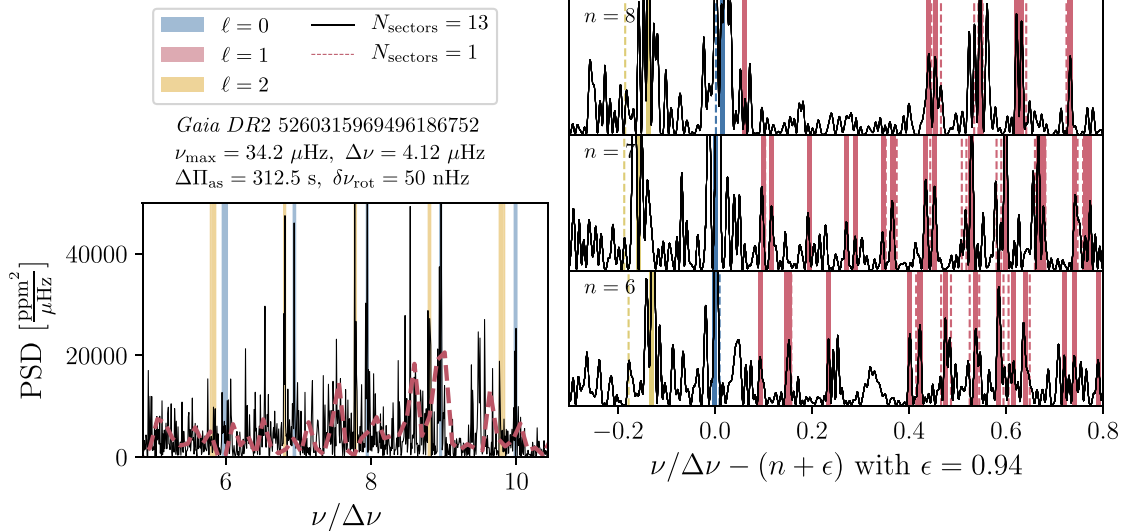 ℓ = 0
ℓ = 1
ℓ = 2
N_sectors = 13
N_sectors = 1
Gaia DR2 5260315969496186752
ν_max = 34.2 μHz, Δν = 4.12 μHz
ΔΠ_as = 312.5 s, δν_rot = 50 nHz
PSD [ppm²/μHz]
40000
20000
0
6 8 10
ν/Δν
n = 8
n = 7
n = 6
−0.2 0.0 0.2 0.4 0.6 0.8
ν/Δν − (n + ϵ) with ϵ = 0.94